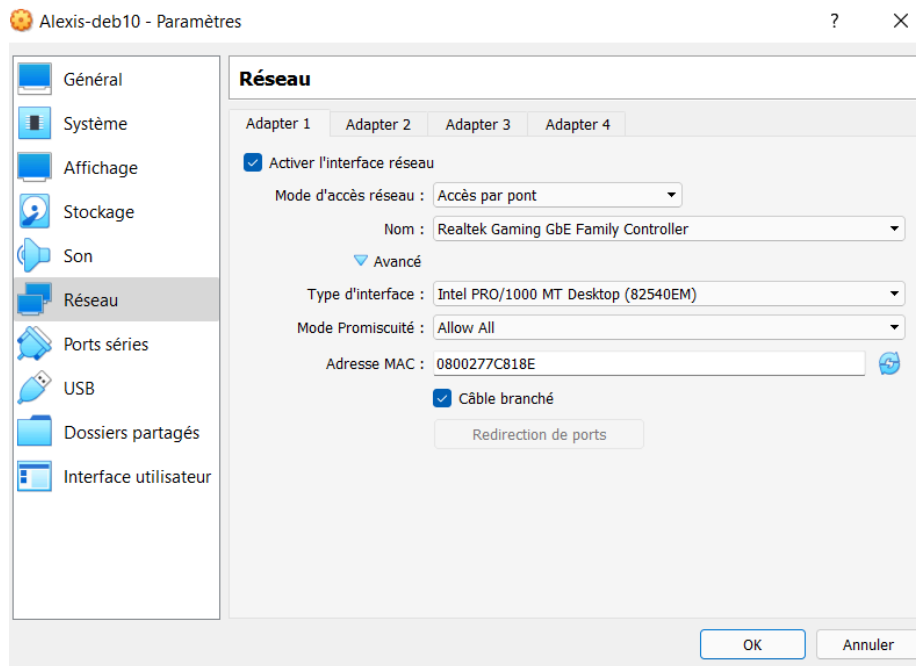 Alexis-deb10 - Paramètres
?
Général
Système
Affichage
Stockage
Son
Réseau
Ports séries
USB
Dossiers partagés
Interface utilisateur
Réseau
Adapter 1 Adapter 2 Adapter 3 Adapter 4
Activer l'interface réseau
Mode d'accès réseau : Accès par pont
Nom : Realtek Gaming GbE Family Controller
Avancé
Type d'interface : Intel PRO/1000 MT Desktop (82540EM)
Mode Promiscuité : Allow All
Adresse MAC : 0800277C818E
Câble branché
Redirection de ports
OK Annuler